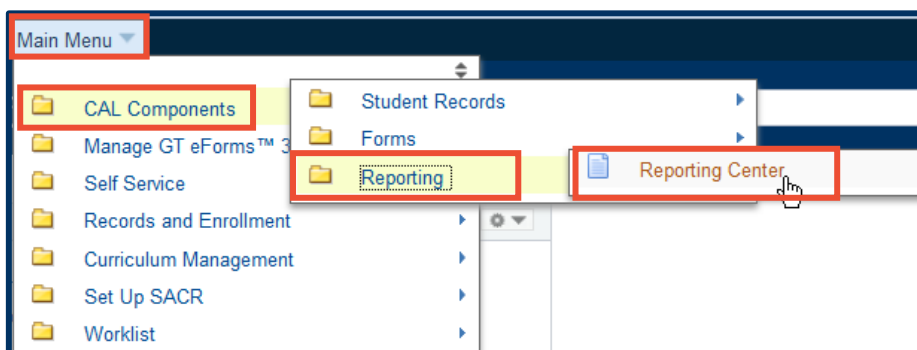 Main Menu
CAL Components
Manage GT eForms™ 3
Self Service
Records and Enrollment
Curriculum Management
Set Up SACR
Worklist
Student Records
Forms
Reporting
Reporting Center